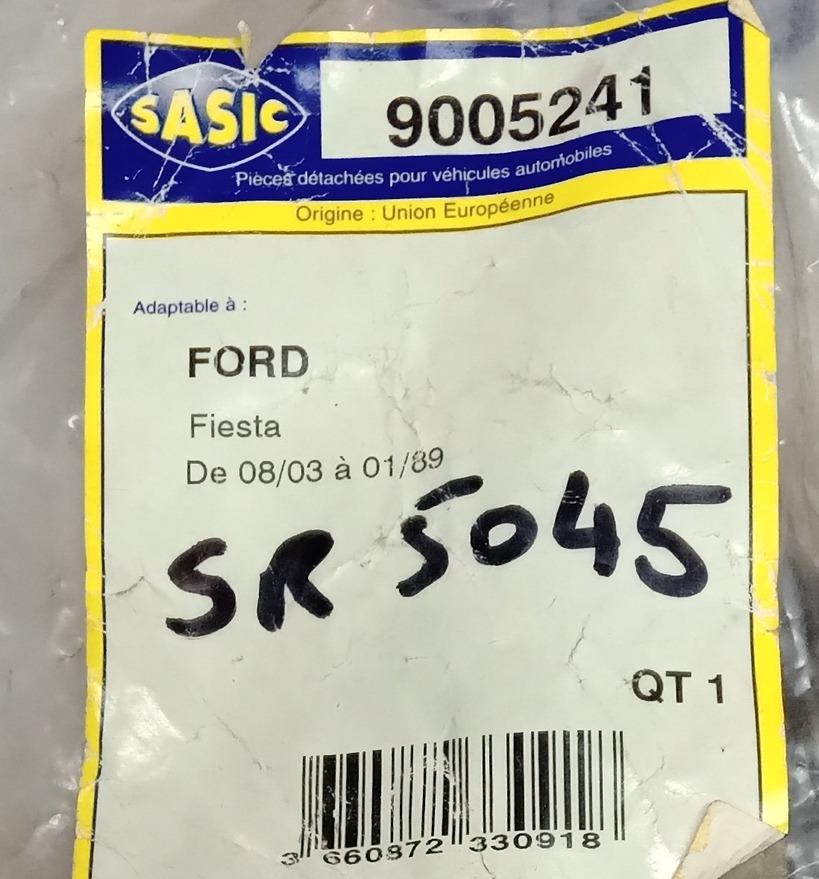 SASIC
9005241
Pièces détachées pour véhicules automobiles
Origine : Union Européenne
Adaptable à :
FORD
Fiesta
De 08/03 à 01/89
SR 5045
QT 1
3 660872 330918